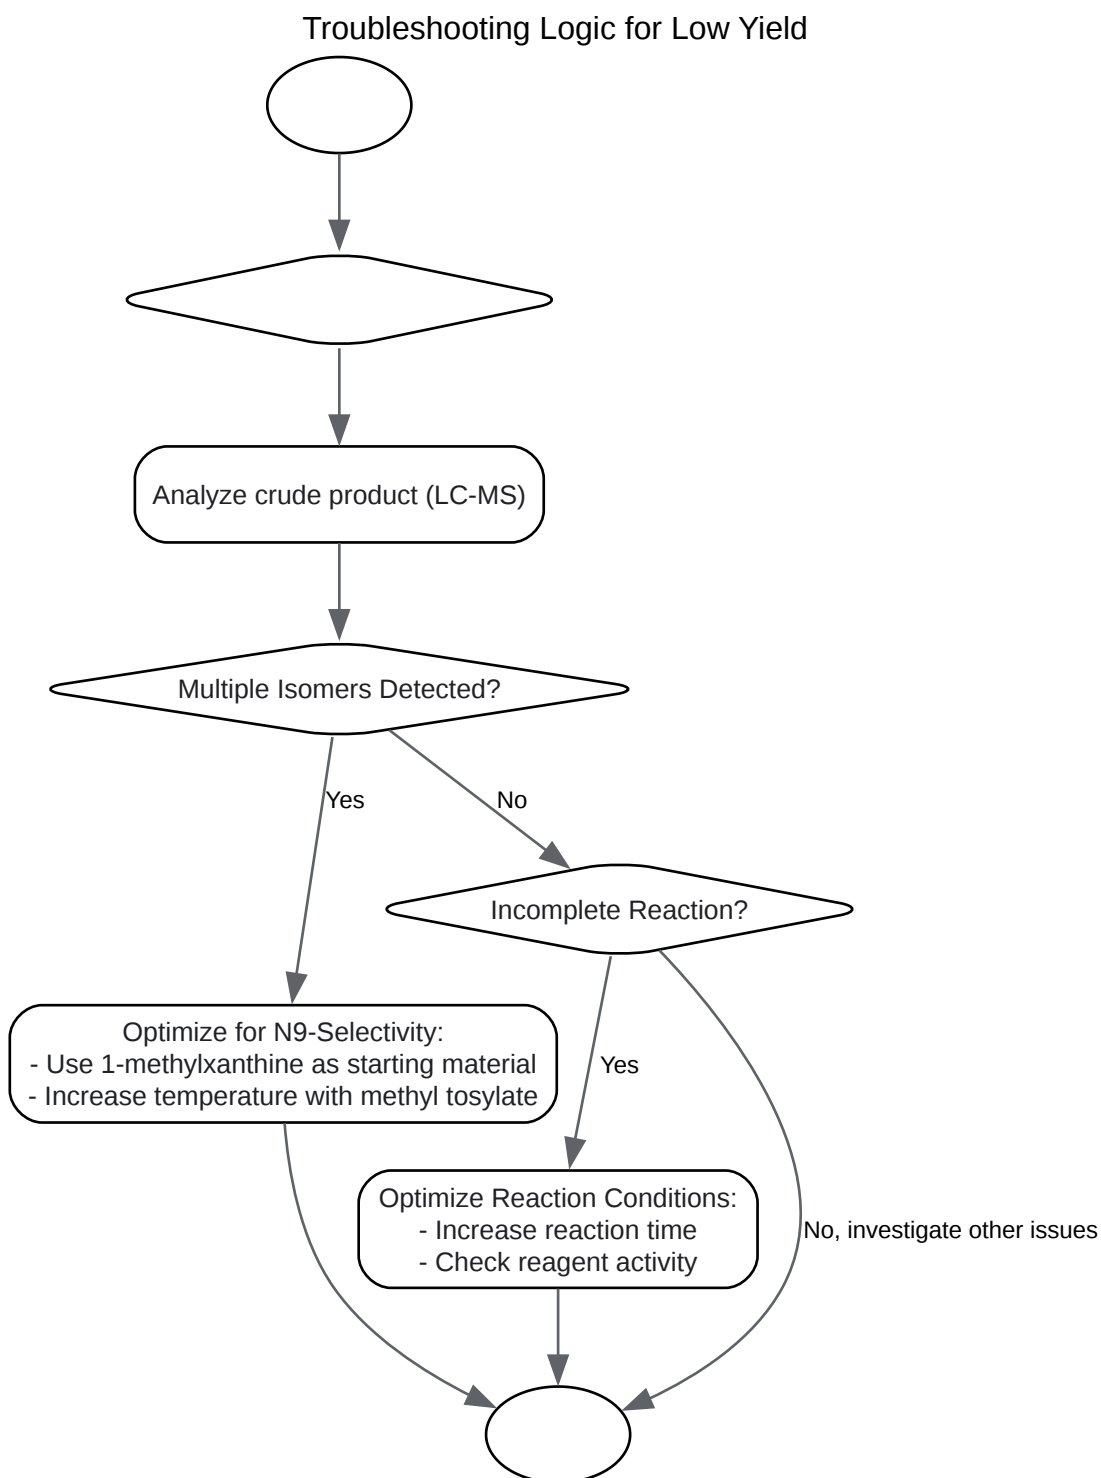 Troubleshooting Logic for Low Yield
Analyze crude product (LC-MS)
Multiple Isomers Detected?
Yes
No
Incomplete Reaction?
Optimize for N9-Selectivity:
- Use 1-methylxanthine as starting material
- Increase temperature with methyl tosylate
Yes
Optimize Reaction Conditions:
- Increase reaction time
- Check reagent activity
No, investigate other issues